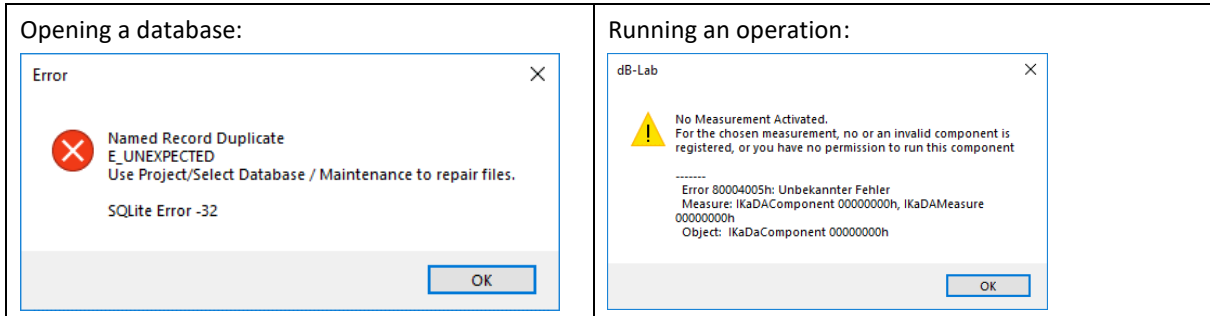 Opening a database:
Error
Named Record Duplicate
E_UNEXPECTED
Use Project/Select Database / Maintenance to repair files.
SQLite Error -32
OK
Running an operation:
dB-Lab
No Measurement Activated.
For the chosen measurement, no or an invalid component is
registered, or you have no permission to run this component
-------
Error 80004005h: Unbekannter Fehler
Measure: IKaDAComponent 00000000h, IKaDAMeasure
00000000h
Object: IKaDaComponent 00000000h
OK